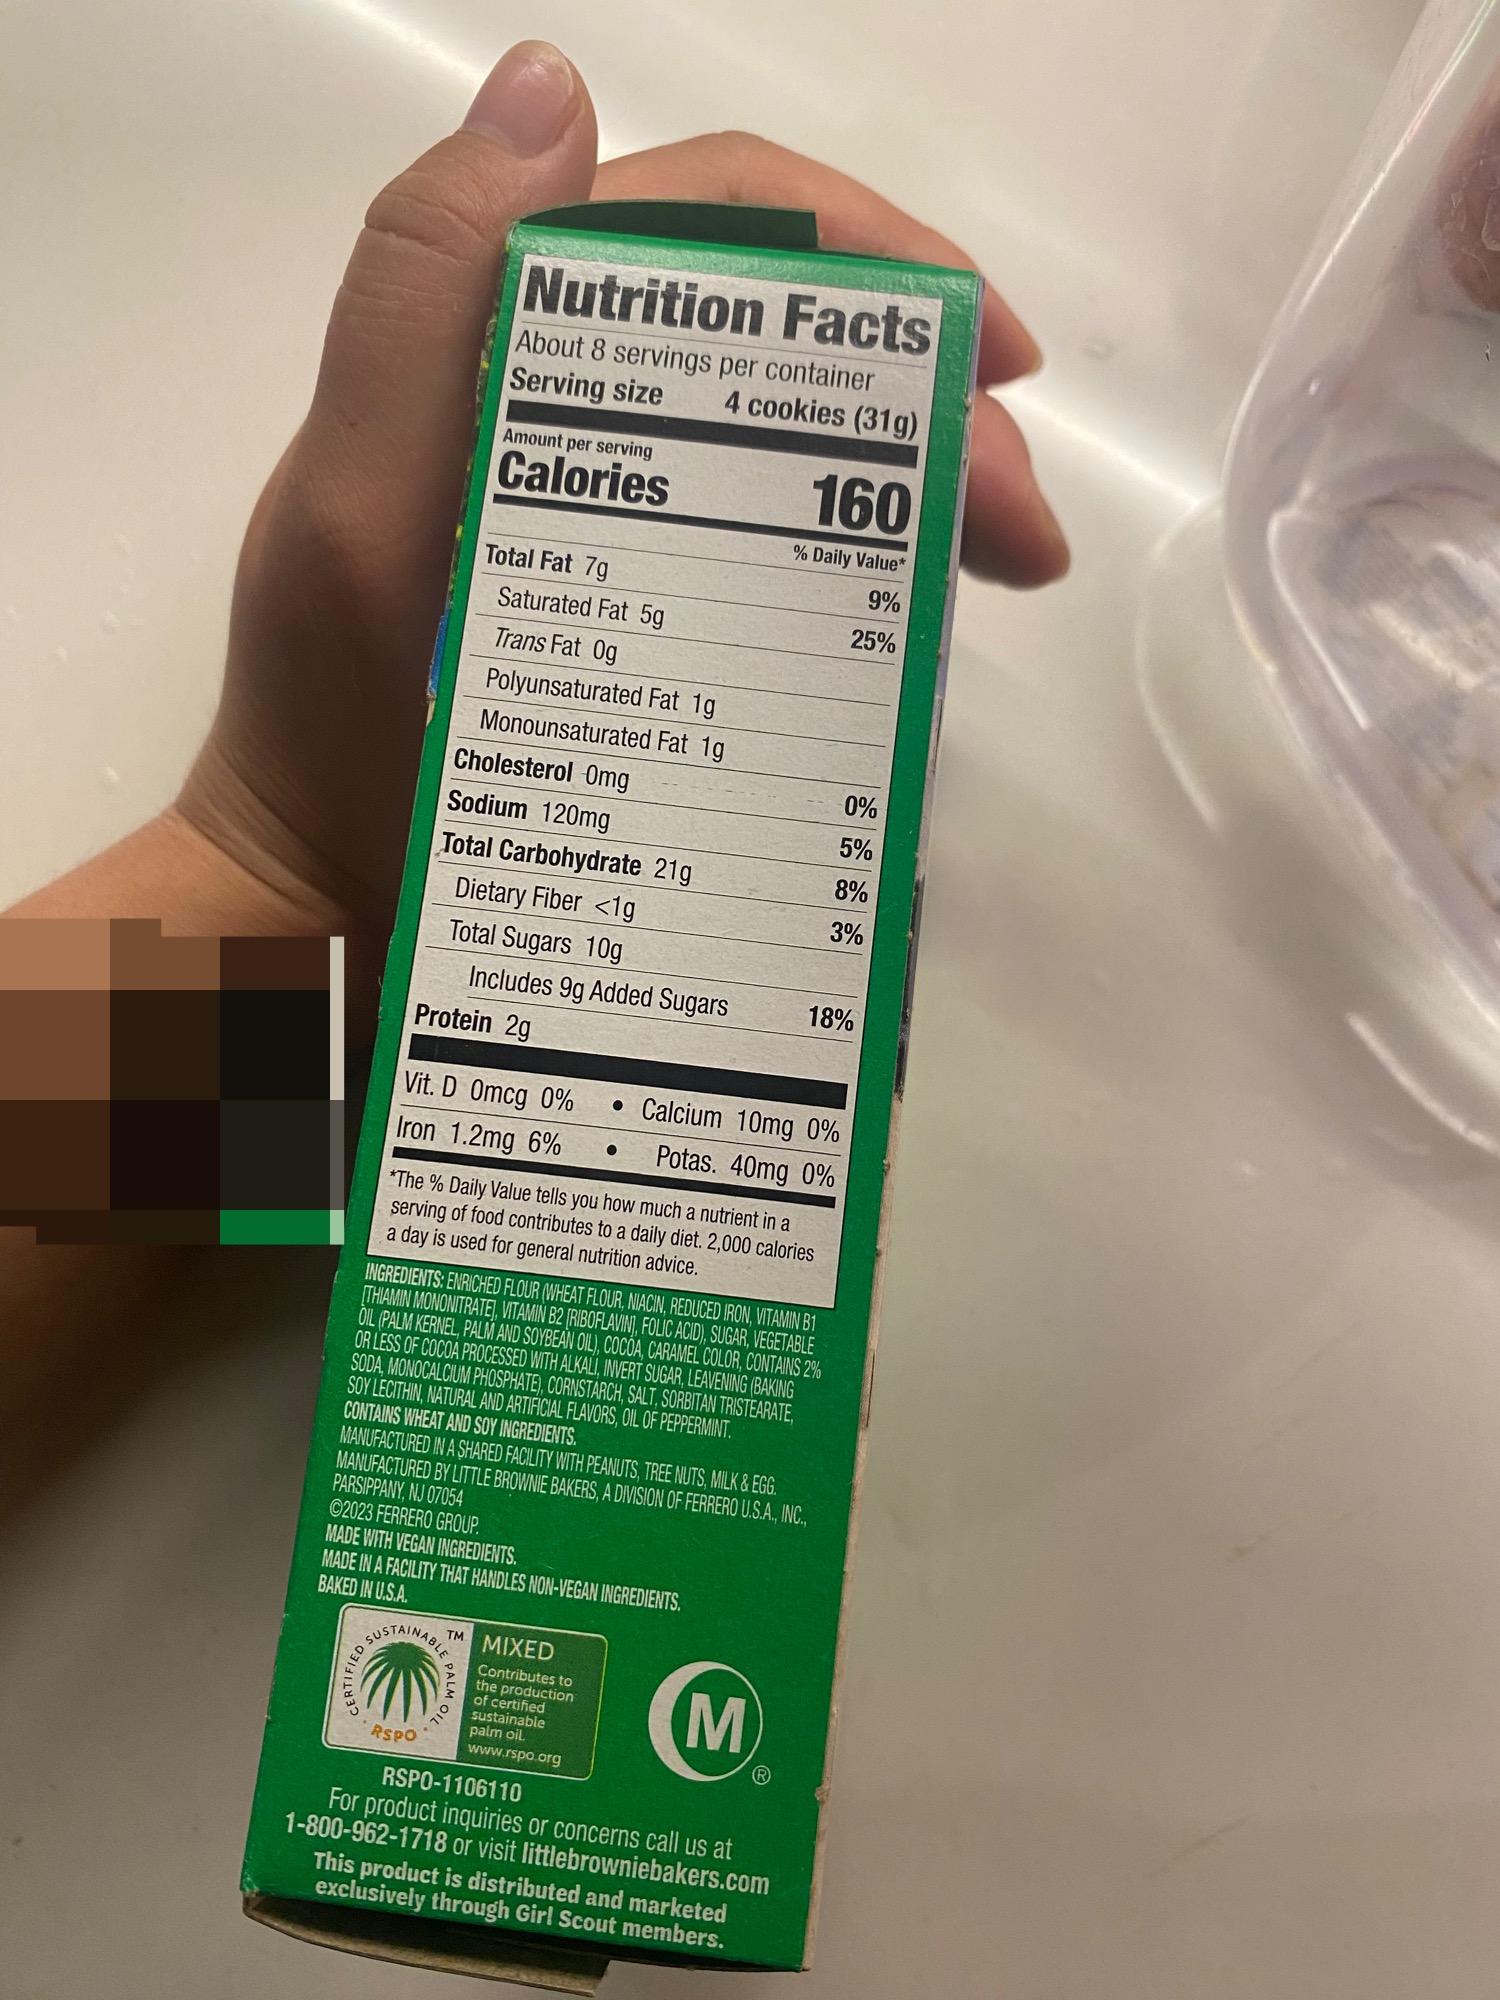 Nutrition Facts
About 8 servings per container
Serving size 4 cookies (31g)
Amount per serving
Calories 160
% Daily Value*
Total Fat 7g 9%
Saturated Fat 5g 25%
Trans Fat 0g
Polyunsaturated Fat 1g
Monounsaturated Fat 1g
Cholesterol 0mg 0%
Sodium 120mg 5%
Total Carbohydrate 21g 8%
Dietary Fiber <1g 3%
Total Sugars 10g
Includes 9g Added Sugars 18%
Protein 2g
Vit. D 0mcg 0% • Calcium 10mg 0%
Iron 1.2mg 6% • Potas. 40mg 0%
*The % Daily Value tells you how much a nutrient in a
serving of food contributes to a daily diet. 2,000 calories
a day is used for general nutrition advice.
INGREDIENTS: ENRICHED FLOUR (WHEAT FLOUR, NIACIN, REDUCED IRON, VITAMIN B1
[THIAMIN MONONITRATE], VITAMIN B2 [RIBOFLAVIN], FOLIC ACID), SUGAR, VEGETABLE
OIL (PALM KERNEL, PALM AND SOYBEAN OIL), COCOA, CARAMEL COLOR, CONTAINS 2%
OR LESS OF COCOA PROCESSED WITH ALKALI, INVERT SUGAR, LEAVENING (BAKING
SODA, MONOCALCIUM PHOSPHATE), CORNSTARCH, SALT, SORBITAN TRISTEARATE,
SOY LECITHIN, NATURAL AND ARTIFICIAL FLAVORS, OIL OF PEPPERMINT.
CONTAINS WHEAT AND SOY INGREDIENTS.
MANUFACTURED IN A SHARED FACILITY WITH PEANUTS, TREE NUTS, MILK & EGG.
MANUFACTURED BY LITTLE BROWNIE BAKERS, A DIVISION OF FERRERO U.S.A., INC.,
PARSIPPANY, NJ 07054
©2023 FERRERO GROUP.
MADE WITH VEGAN INGREDIENTS.
MADE IN A FACILITY THAT HANDLES NON-VEGAN INGREDIENTS.
BAKED IN U.S.A.
CERTIFIED SUSTAINABLE PALM OIL
TM
RSPO
MIXED
Contributes to
the production
of certified
sustainable
palm oil.
www.rspo.org
M
®
RSPO-1106110
For product inquiries or concerns call us at
1-800-962-1718 or visit littlebrowniebakers.com
This product is distributed and marketed
exclusively through Girl Scout members.